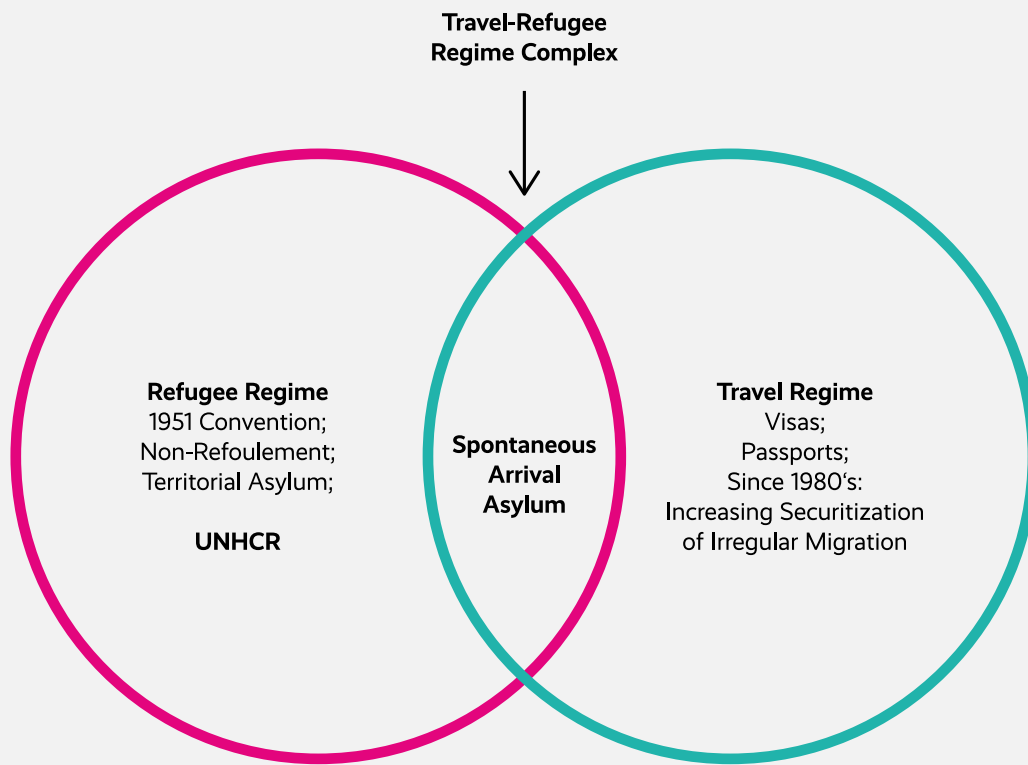 Travel-Refugee
Regime Complex
Refugee Regime
1951 Convention;
Non-Refoulement;
Territorial Asylum;
UNHCR
Spontaneous
Arrival
Asylum
Travel Regime
Visas;
Passports;
Since 1980‘s:
Increasing Securitization
of Irregular Migration